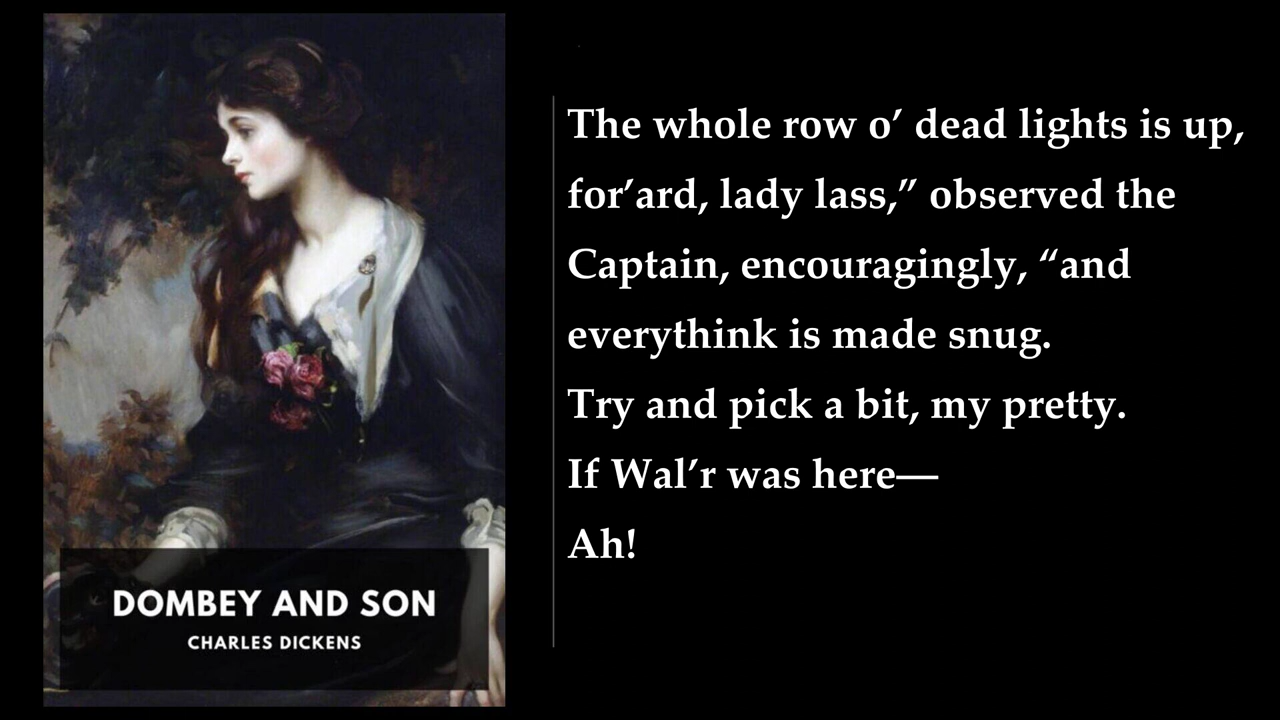 DOMBEY AND SON
CHARLES DICKENS
The whole row o’ dead lights is up,
for’ard, lady lass,” observed the
Captain, encouragingly, “and
everythink is made snug.
Try and pick a bit, my pretty.
If Wal’r was here—
Ah!